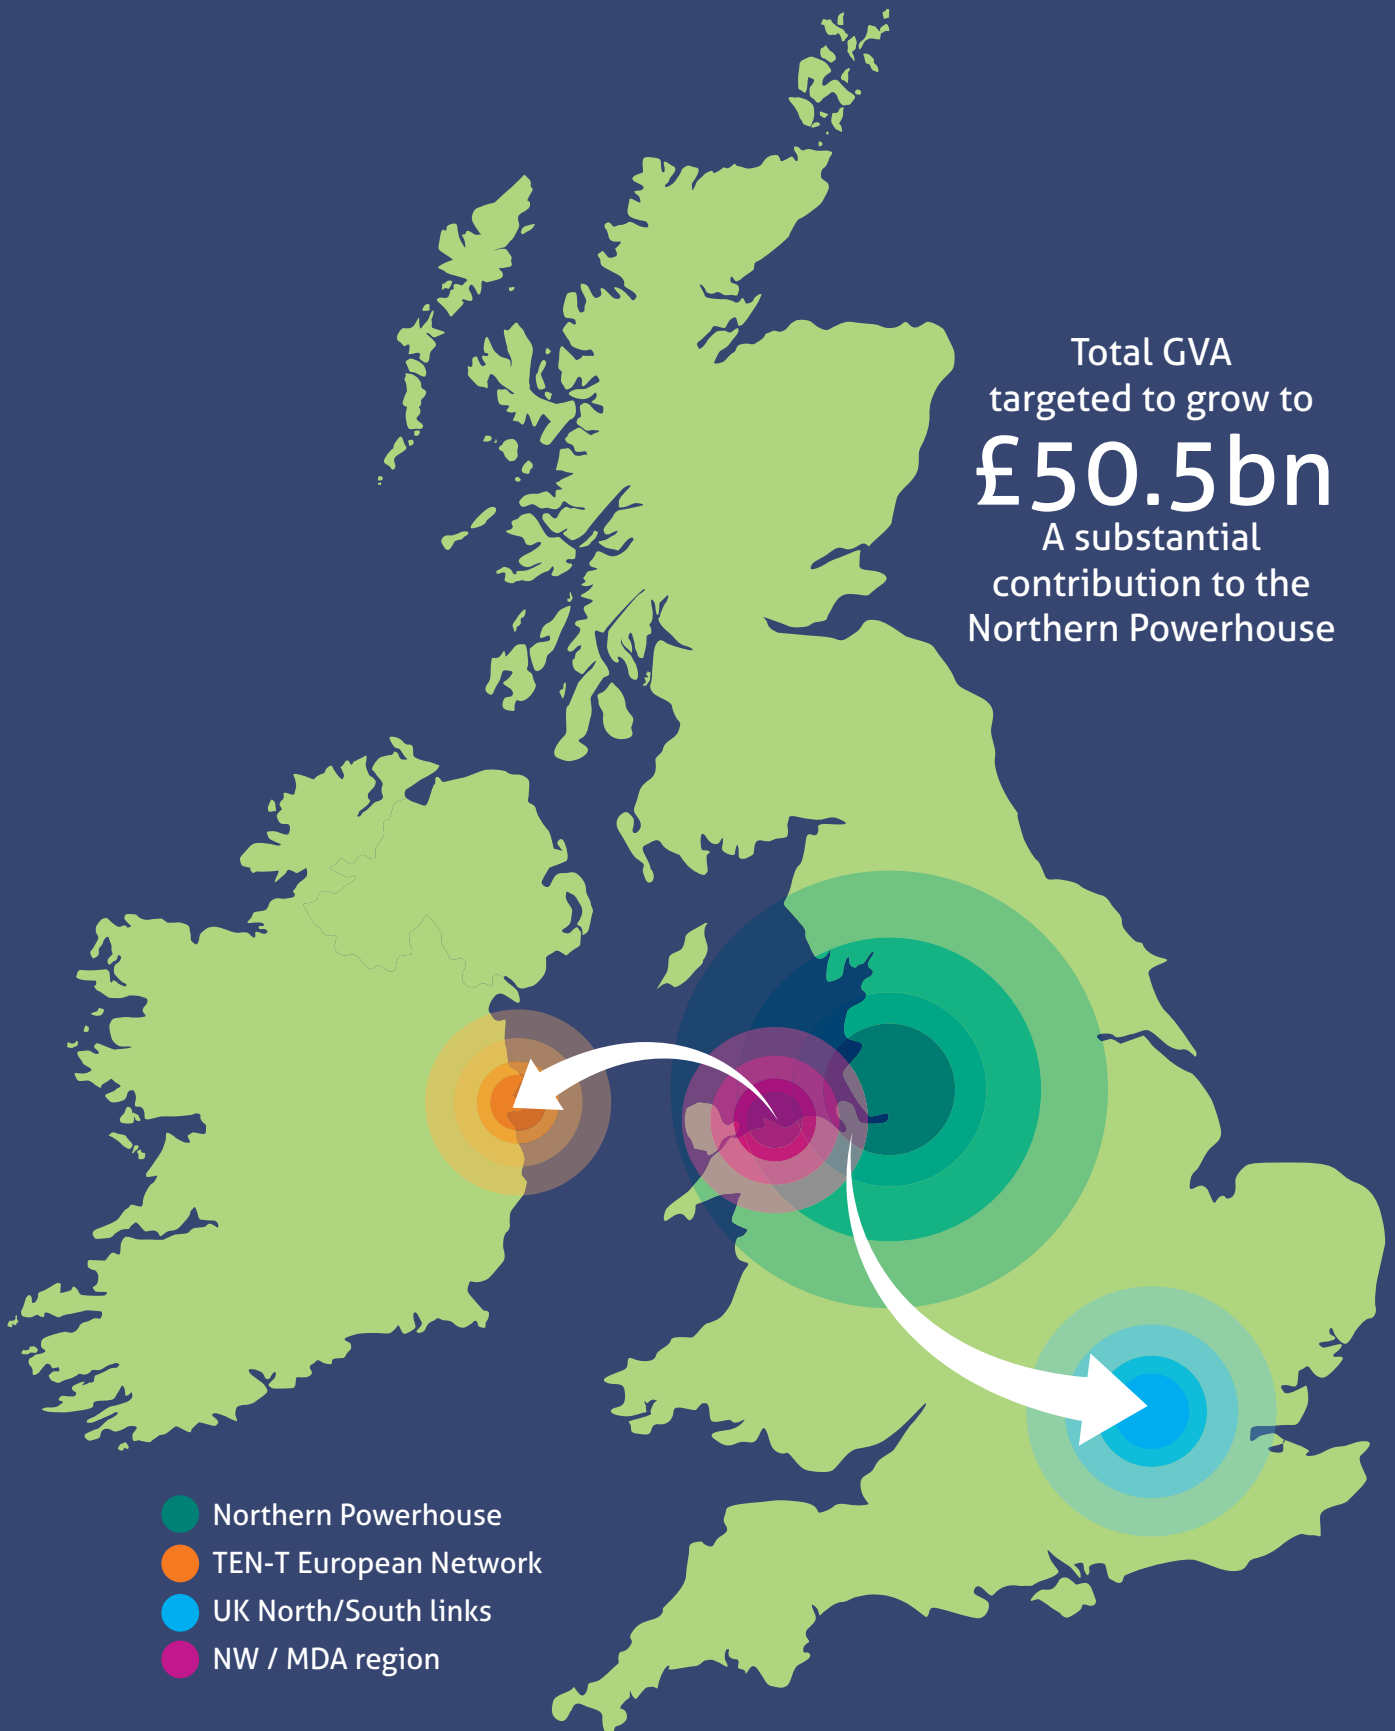 Total GVA
targeted to grow to
£50.5bn
A substantial
contribution to the
Northern Powerhouse
Northern Powerhouse
TEN-T European Network
UK North/South links
NW / MDA region